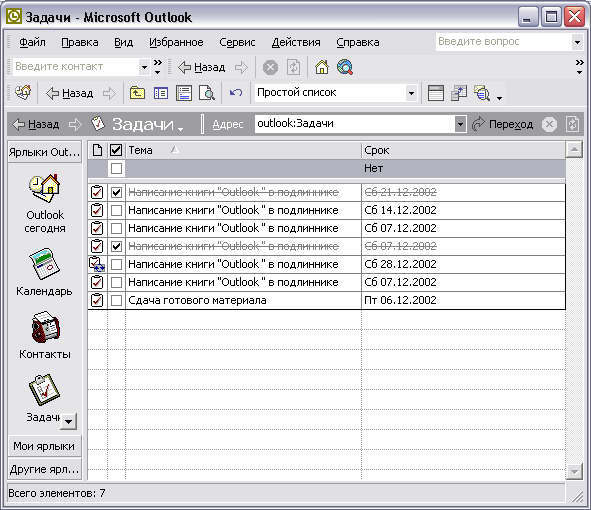 Задачи - Microsoft Outlook
Файл Правка Вид Избранное Сервис Действия Справка Введите вопрос
Введите контакт Назад
Назад Простой список
Назад Задачи Адрес outlook:Задачи Переход
Ярлыки Out... Тема Срок
Нет
Написание книги "Outlook " в подлиннике Сб 21.12.2002
Написание книги "Outlook " в подлиннике Сб 14.12.2002
Написание книги "Outlook " в подлиннике Сб 07.12.2002
Написание книги "Outlook " в подлиннике Сб 07.12.2002
Написание книги "Outlook " в подлиннике Сб 28.12.2002
Написание книги "Outlook " в подлиннике Сб 07.12.2002
Сдача готового материала Пт 06.12.2002
Outlook
сегодня
Календарь
Контакты
Задачи
Мои ярлыки
Другие ярл...
Всего элементов: 7